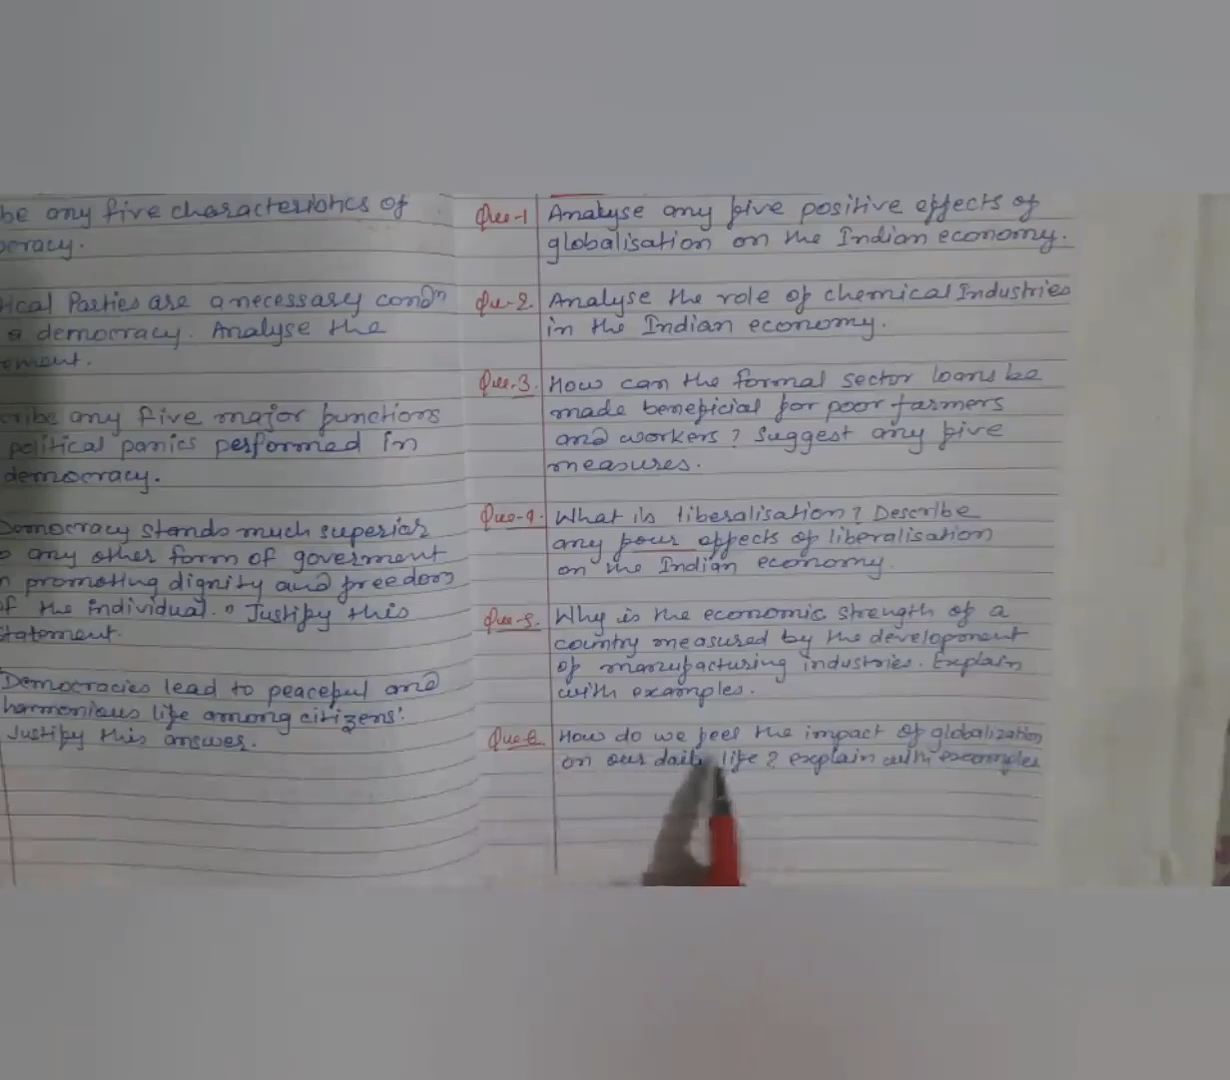 be any five characteristics of
ocracy.
ical Parties are a necessary condn
democracy. Analyse the
ement.
cribe any five major functions
political panics performed in
democracy.
Democracy stands much superior
o any other form of goverment
n promoting dignity and freedom
of the individual." Justify this
statement.
Democracies lead to peaceful and
harmonious life among citizens'
Justify this answer.
Que-1 Analyse any five positive effects of
globalisation on the Indian economy.
Qu-2. Analyse the role of chemical Industries
in the Indian economy.
Que-3. How can the formal sector loans be
made beneficial for poor farmers
and workers? Suggest any five
measures.
Que-4. What is liberalisation? Describe
any four effects of liberalisation
on the Indian economy.
Que-5. Why is the economic strength of a
country measured by the development
of manufacturing industries. Explain
with examples.
Que-6. How do we feel the impact of globalization
on our daily life? explain with examples